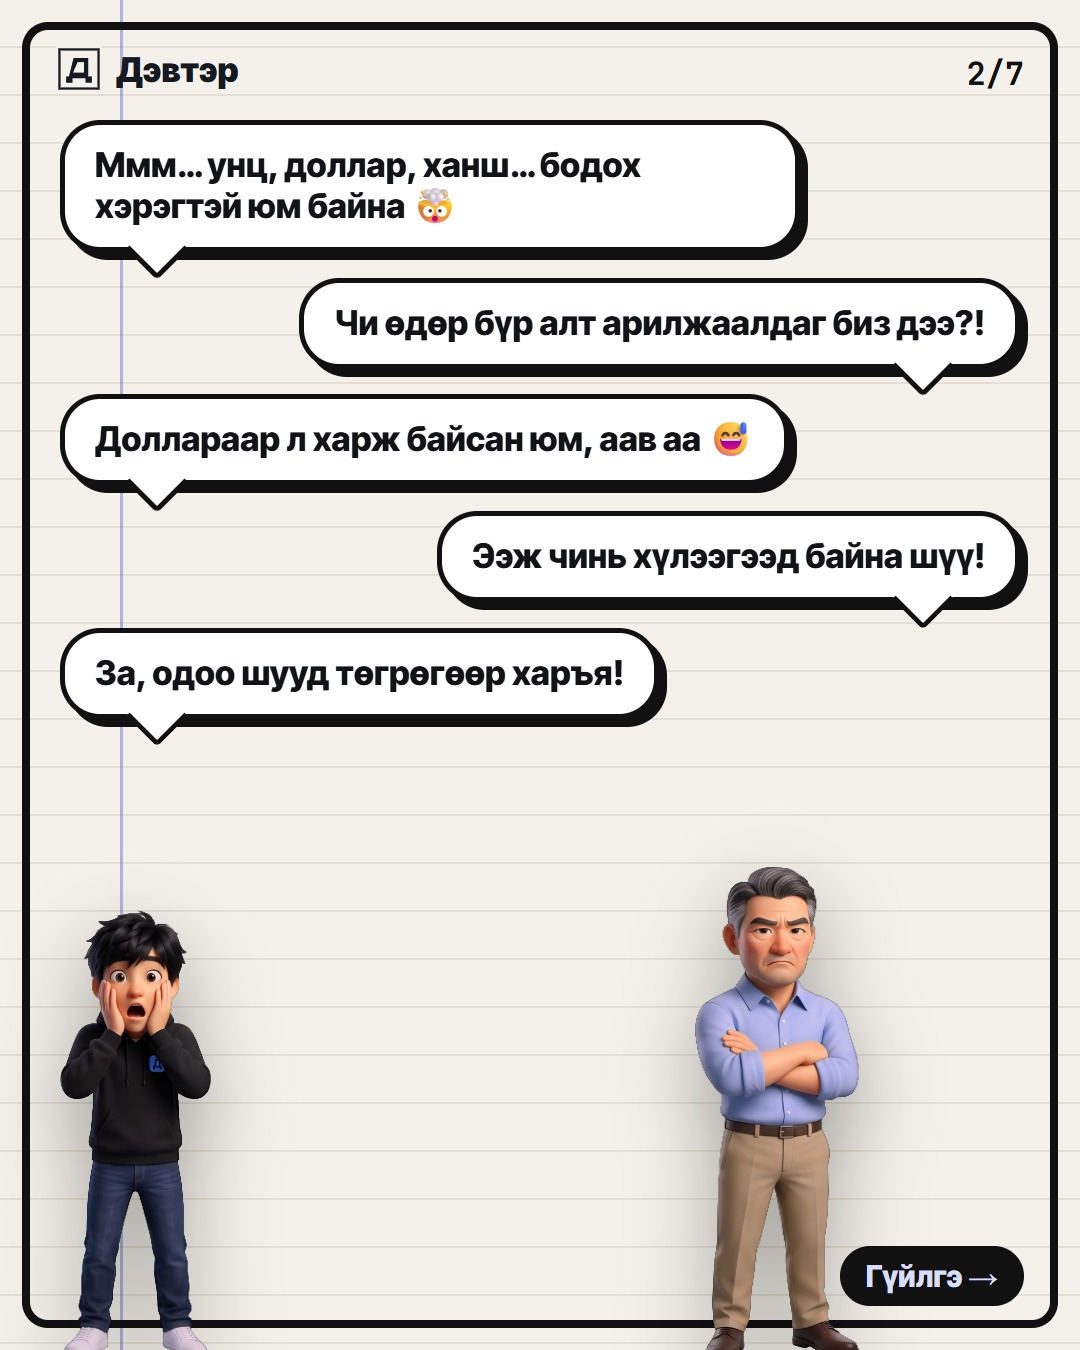 Д Дэвтэр
2/7
Ммм... унц, доллар, ханш... бодох
хэрэгтэй юм байна 🤯
Чи өдөр бүр алт арилжаалдаг биз дээ?!
Доллараар л харж байсан юм, аав аа 😅
Ээж чинь хүлээгээд байна шүү!
За, одоо шууд төгрөгөөр харъя!
Д
Гүйлгэ →